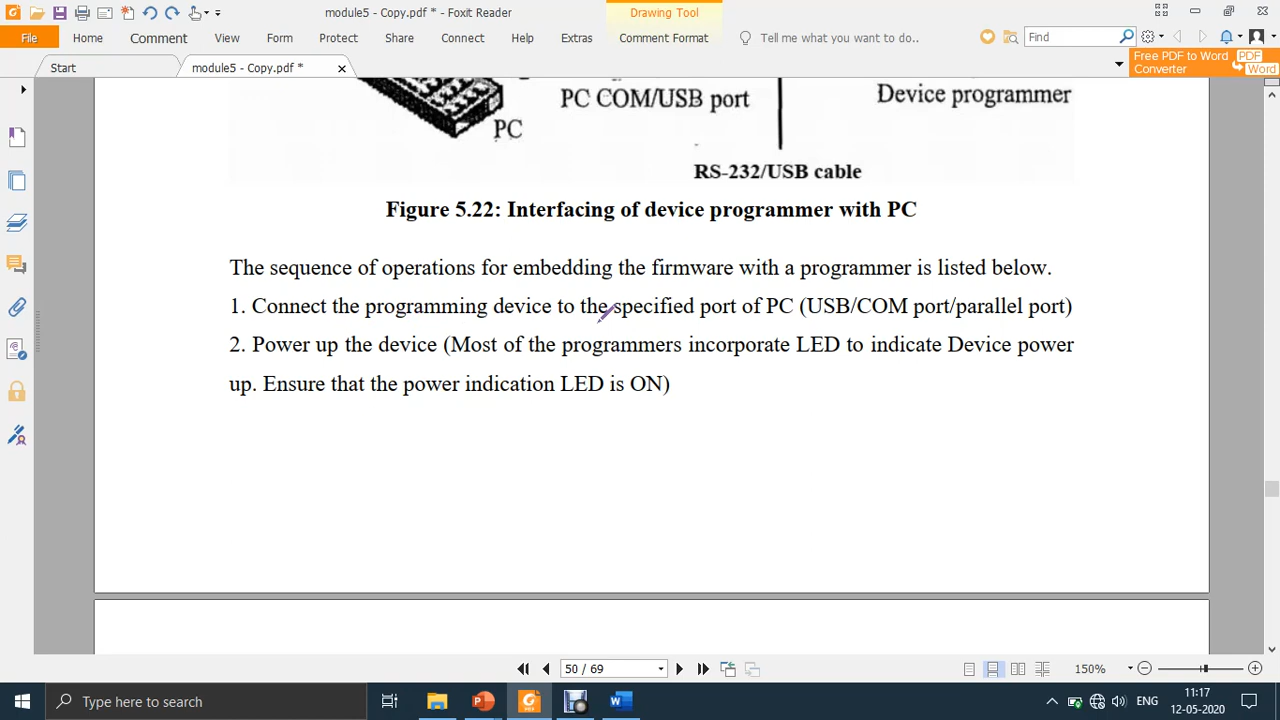 module5 - Copy.pdf * - Foxit Reader
Drawing Tool
File
Home
Comment
View
Form
Protect
Share
Connect
Help
Extras
Comment Format
Tell me what you want to do..
Find
Start
module5 - Copy.pdf *
Free PDF to Word
Converter
PDF
Word
PC COM/USB port
Device programmer
PC
RS-232/USB cable
Figure 5.22: Interfacing of device programmer with PC
The sequence of operations for embedding the firmware with a programmer is listed below.
1. Connect the programming device to the specified port of PC (USB/COM port/parallel port)
2. Power up the device (Most of the programmers incorporate LED to indicate Device power
up. Ensure that the power indication LED is ON)
50 / 69
150%
Type here to search
ENG
11:17
12-05-2020